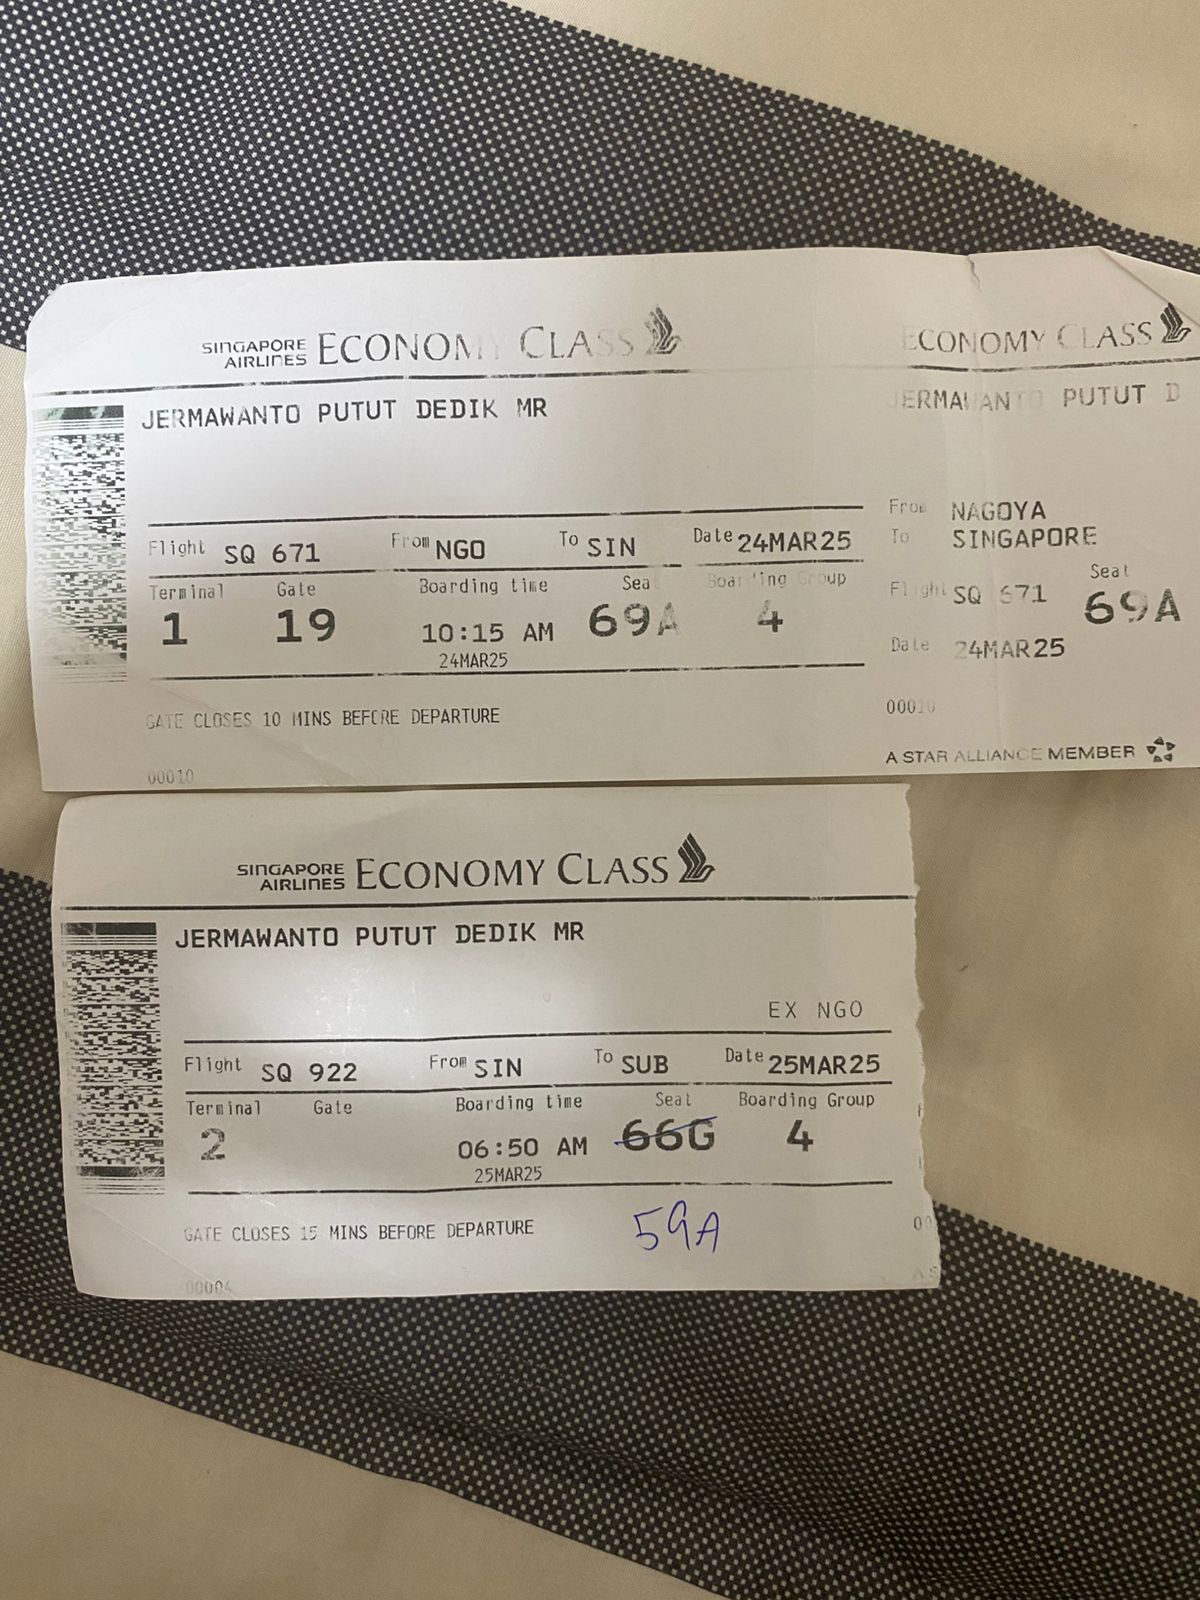 SINGAPORE AIRLINES ECONOMY CLASS
JERMAWANTO PUTUT DEDIK MR
Flight SQ 671 From NGO To SIN Date 24MAR25
Terminal Gate Boarding time Seat Boarding Group
1 19 10:15 AM 69A 4
24MAR25
GATE CLOSES 10 MINS BEFORE DEPARTURE
00010
ECONOMY CLASS
JERMAWANTO PUTUT D
From NAGOYA
To SINGAPORE
Flight SQ 671 Seat
69A
Date 24MAR25
00010
A STAR ALLIANCE MEMBER
SINGAPORE AIRLINES ECONOMY CLASS
JERMAWANTO PUTUT DEDIK MR
EX NGO
Flight SQ 922 From SIN To SUB Date 25MAR25
Terminal Gate Boarding time Seat Boarding Group
2 06:50 AM 66G 4
25MAR25
GATE CLOSES 15 MINS BEFORE DEPARTURE
59A